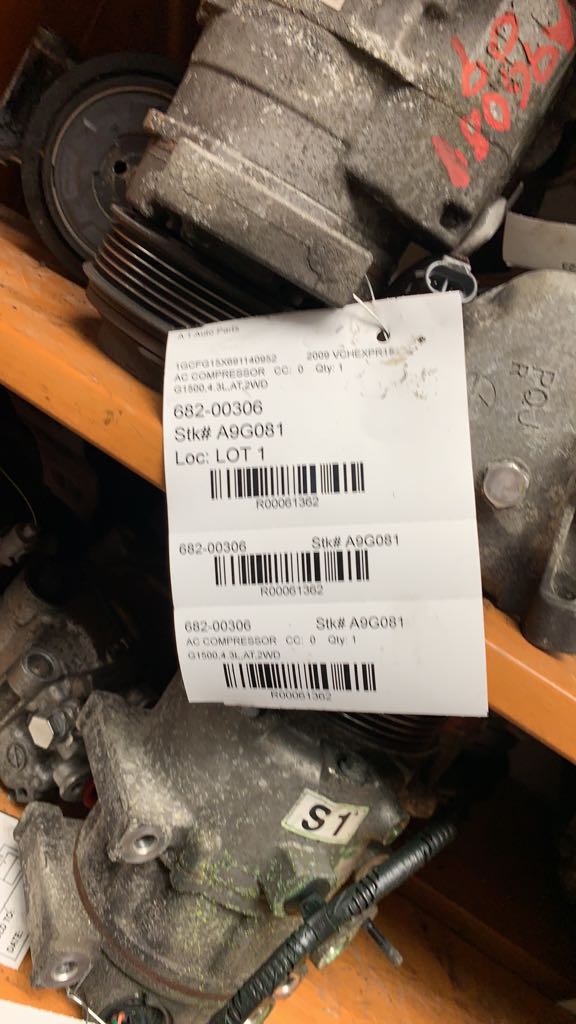 A 1 Auto Parts
1GCFG15X691140952 2009 VCHEXPR15
AC COMPRESSOR CC: 0 Qty: 1
G1500,4.3L,AT,2WD
682-00306
Stk# A9G081
Loc: LOT 1
R00061362
682-00306 Stk# A9G081
R00061362
682-00306 Stk# A9G081
AC COMPRESSOR CC: 0 Qty: 1
G1500,4.3L,AT,2WD
R00061362
S1
DATE: